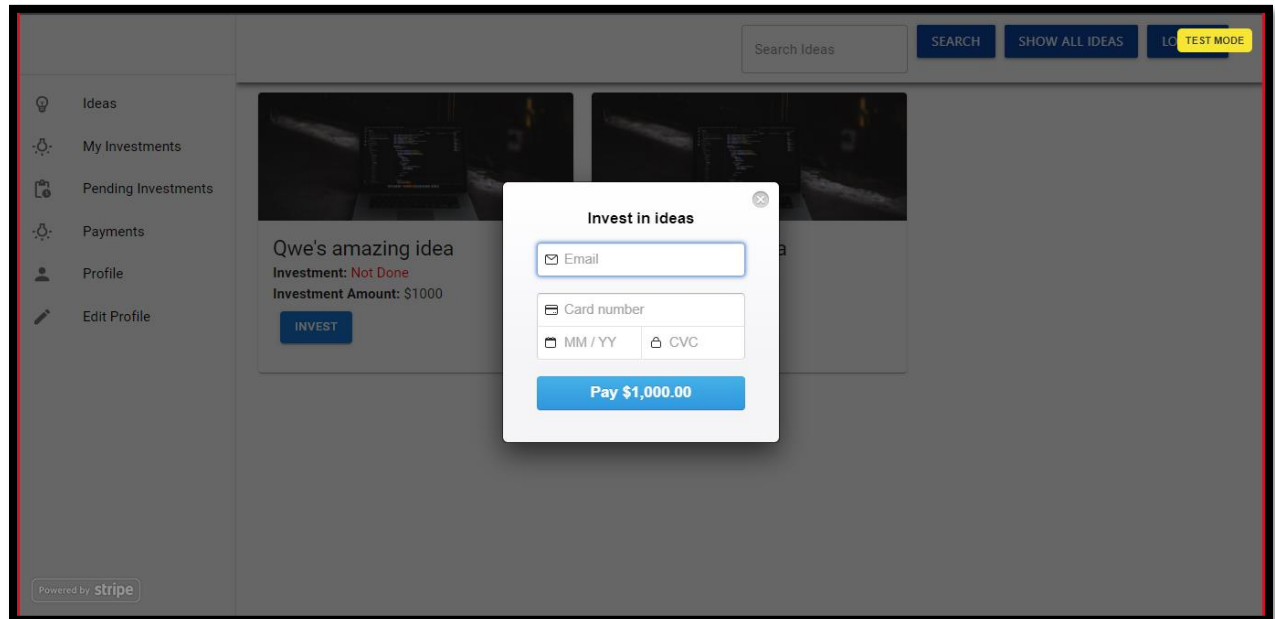 Search Ideas
SEARCH
SHOW ALL IDEAS
LO
TEST MODE
Ideas
My Investments
Pending Investments
Payments
Profile
Edit Profile
Qwe's amazing idea
Investment: Not Done
Investment Amount: $1000
INVEST
a
Invest in ideas
Email
Card number
MM / YY
CVC
Pay $1,000.00
Powered by stripe